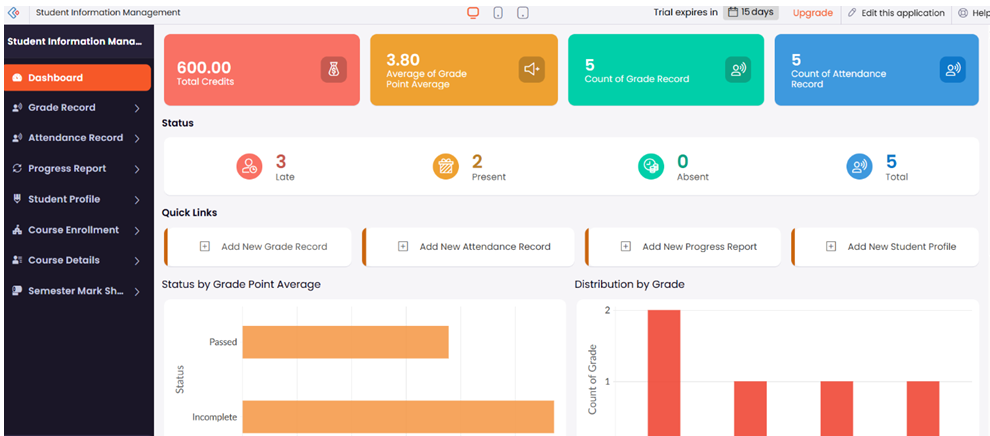 Student Information Management
Trial expires in 15 days Upgrade Edit this application Help
Student Information Mana...
Dashboard
Grade Record
Attendance Record
Progress Report
Student Profile
Course Enrollment
Course Details
Semester Mark Sh...
600.00
Total Credits
3.80
Average of Grade
Point Average
5
Count of Grade Record
5
Count of Attendance
Record
Status
3
Late
2
Present
0
Absent
5
Total
Quick Links
Add New Grade Record
Add New Attendance Record
Add New Progress Report
Add New Student Profile
Status by Grade Point Average
Status
Passed
Incomplete
Distribution by Grade
Count of Grade
2
1